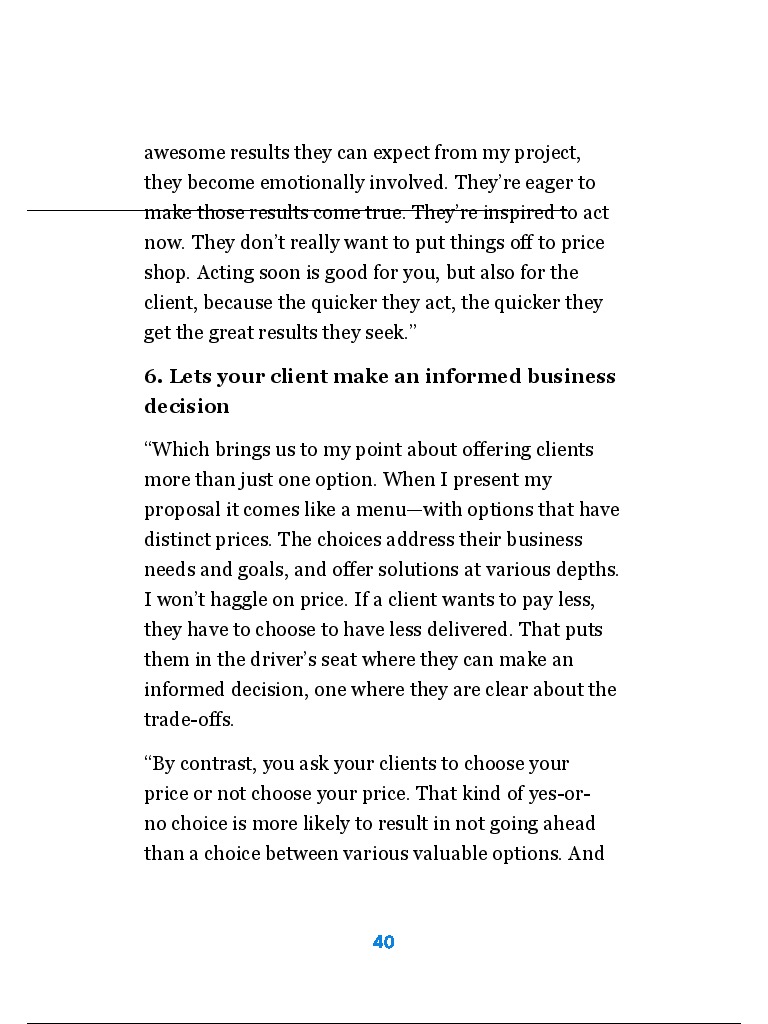 awesome results they can expect from my project,
they become emotionally involved. They’re eager to
make those results come true. They’re inspired to act
now. They don’t really want to put things off to price
shop. Acting soon is good for you, but also for the
client, because the quicker they act, the quicker they
get the great results they seek.”
6. Lets your client make an informed business
decision
“Which brings us to my point about offering clients
more than just one option. When I present my
proposal it comes like a menu—with options that have
distinct prices. The choices address their business
needs and goals, and offer solutions at various depths.
I won’t haggle on price. If a client wants to pay less,
they have to choose to have less delivered. That puts
them in the driver’s seat where they can make an
informed decision, one where they are clear about the
trade-offs.
“By contrast, you ask your clients to choose your
price or not choose your price. That kind of yes-or-
no choice is more likely to result in not going ahead
than a choice between various valuable options. And
40